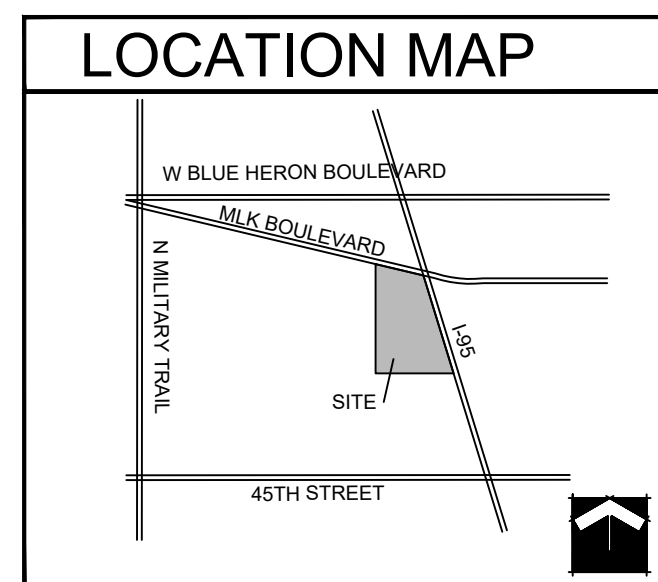 LOCATION MAP
W BLUE HERON BOULEVARD
MLK BOULEVARD
N MILITARY TRAIL
I-95
SITE
45TH STREET